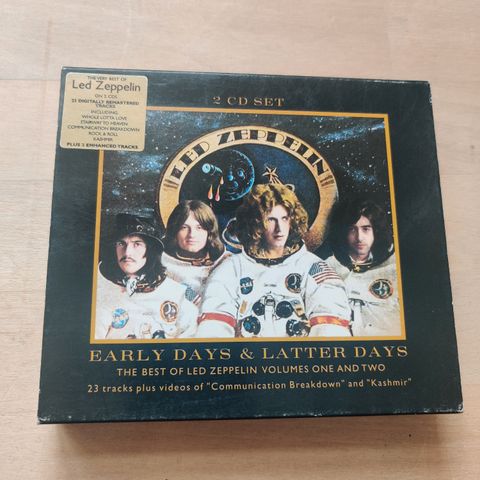 THE VERY BEST OF
Led Zeppelin
ON 2 CDS
23 DIGITALLY REMASTERED
TRACKS
INCLUDING
WHOLE LOTTA LOVE
STAIRWAY TO HEAVEN
COMMUNICATION BREAKDOWN
ROCK & ROLL
KASHMIR
PLUS 2 ENHANCED TRACKS
2 CD SET
LED ZEPPELIN
EARLY DAYS & LATTER DAYS
THE BEST OF LED ZEPPELIN VOLUMES ONE AND TWO
23 tracks plus videos of "Communication Breakdown" and "Kashmir"